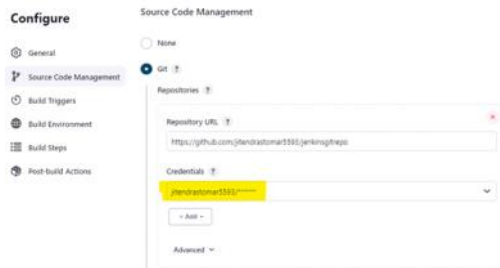 Configure
General
Source Code Management
Build Triggers
Build Environment
Build Steps
Post-build Actions
Source Code Management
None
Git ?
Repositories ?
Repository URL ?
https://github.com/jitendrastomar5593/jenkinsgitrepo
Credentials ?
jitendrastomar5593/******
+ Add
Advanced